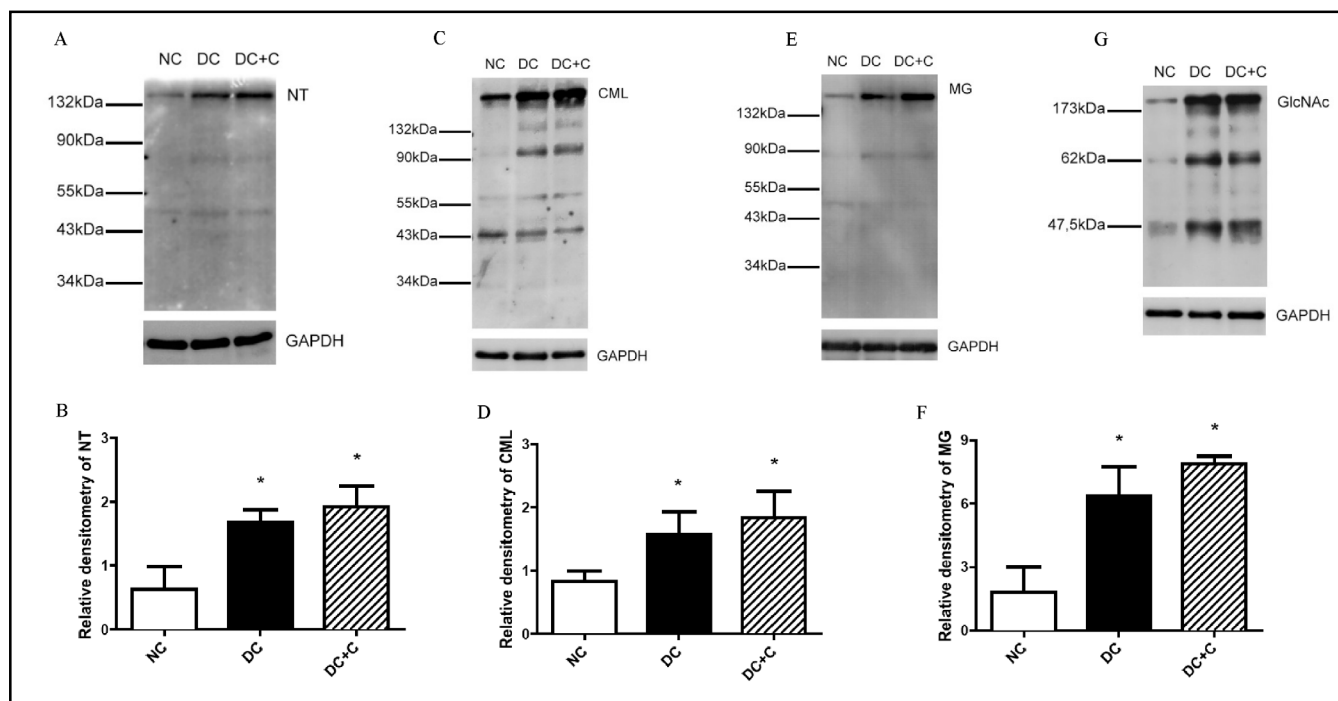 A
NC DC DC+C
NT
132kDa
90kDa
55kDa
43kDa
34kDa
GAPDH
C
NC DC DC+C
CML
132kDa
90kDa
55kDa
43kDa
34kDa
GAPDH
E
NC DC DC+C
MG
132kDa
90kDa
55kDa
43kDa
34kDa
GAPDH
G
NC DC DC+C
GlcNAc
173kDa
62kDa
47,5kDa
GAPDH
B
Relative densitometry of NT
3
2
1
0
* *
NC DC DC+C
D
Relative densitometry of CML
3
2
1
0
* *
NC DC DC+C
F
Relative densitometry of MG
9
6
3
0
* *
NC DC DC+C